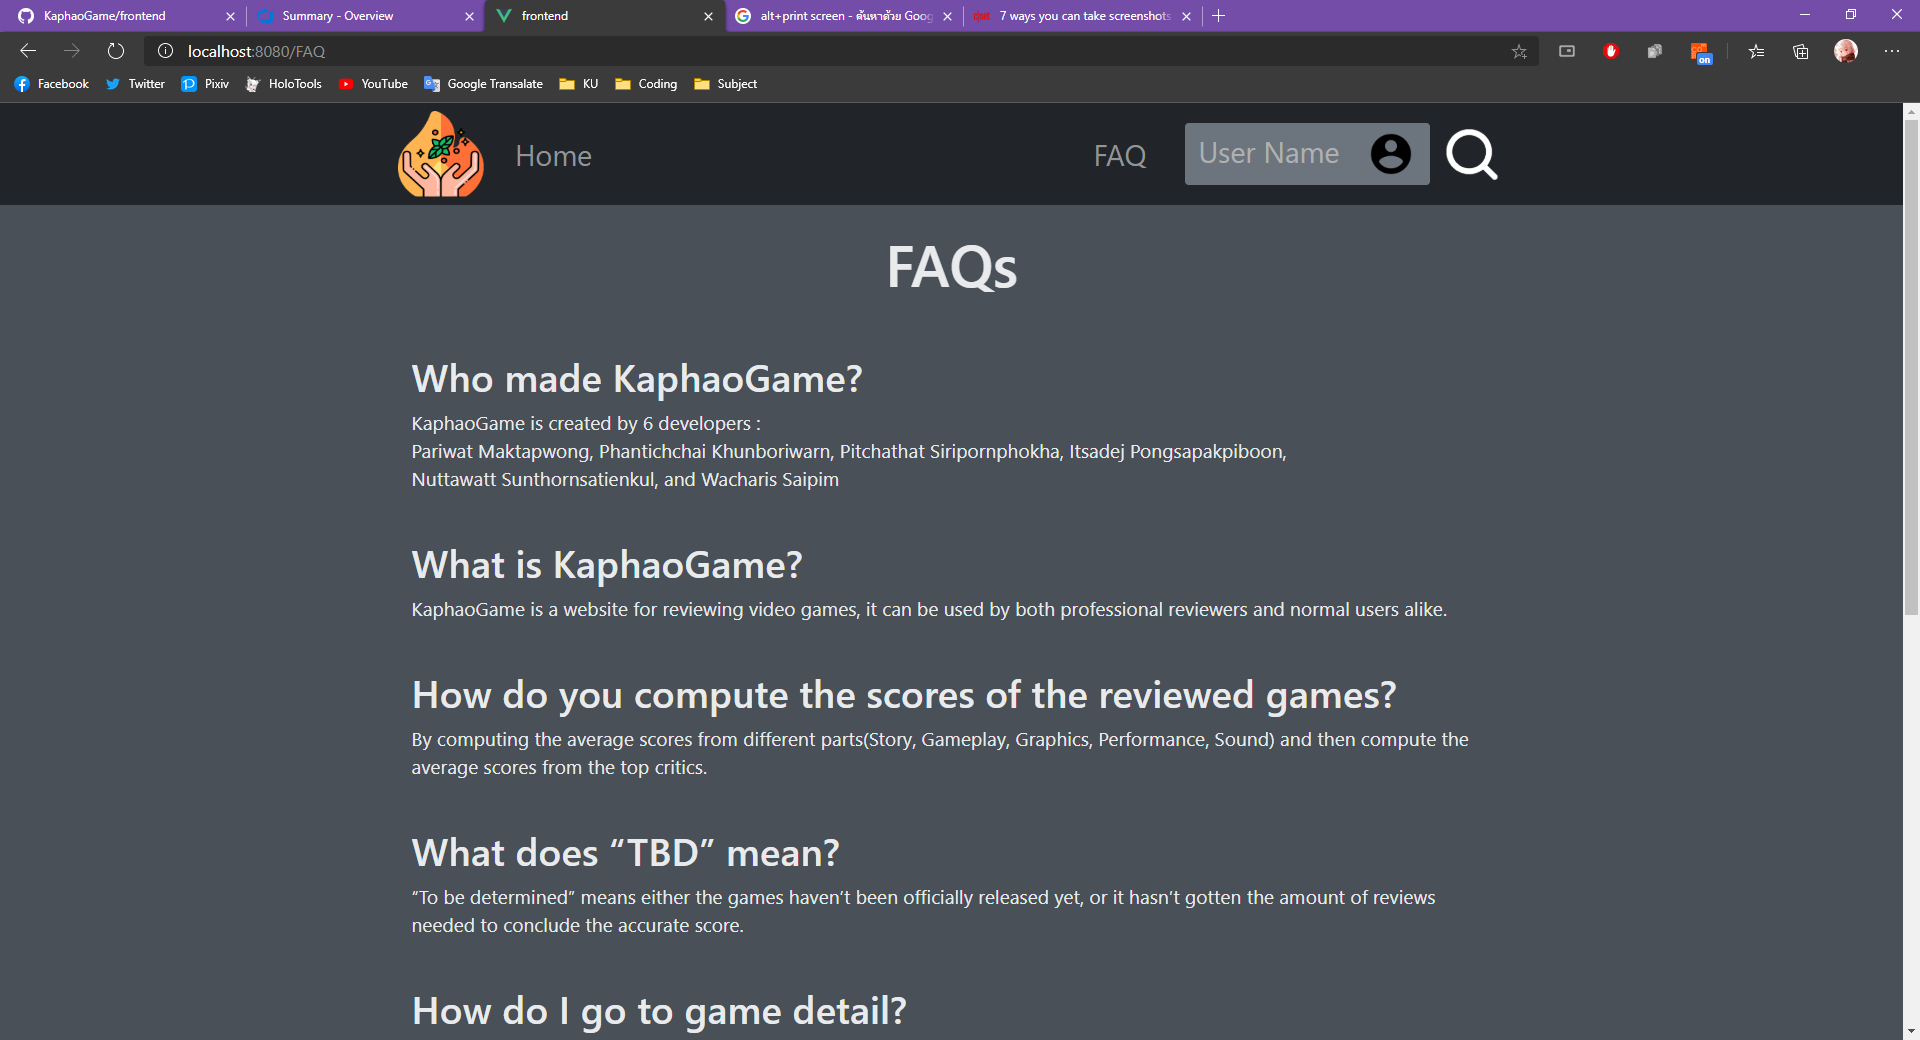 KaphaoGame/frontend
Summary - Overview
frontend
alt+print screen - ค้นหาด้วย Goog
7 ways you can take screenshots
localhost:8080/FAQ
on
Facebook
Twitter
Pixiv
HoloTools
YouTube
Google Transalate
KU
Coding
Subject
Home
FAQ
User Name
FAQs
Who made KaphaoGame?
KaphaoGame is created by 6 developers :
Pariwat Maktapwong, Phantichchai Khunboriwarn, Pitchathat Siripornphokha, Itsadej Pongsapakpiboon,
Nuttawatt Sunthornsatienkul, and Wacharis Saipim
What is KaphaoGame?
KaphaoGame is a website for reviewing video games, it can be used by both professional reviewers and normal users alike.
How do you compute the scores of the reviewed games?
By computing the average scores from different parts(Story, Gameplay, Graphics, Performance, Sound) and then compute the
average scores from the top critics.
What does “TBD” mean?
“To be determined” means either the games haven’t been officially released yet, or it hasn’t gotten the amount of reviews
needed to conclude the accurate score.
How do I go to game detail?